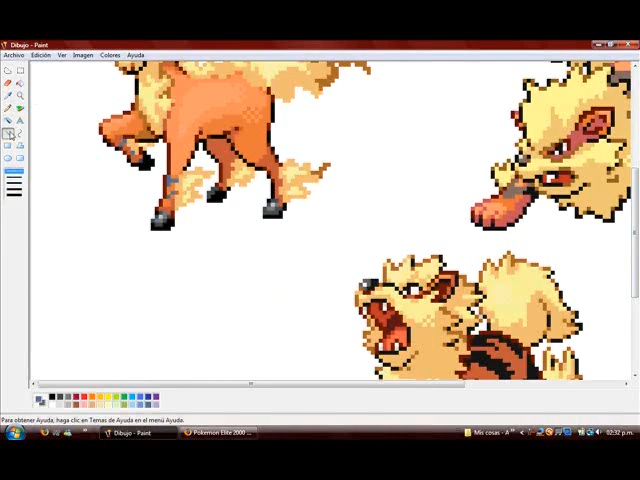 Dibujo - Paint
Archivo Edición Ver Imagen Colores Ayuda
Para obtener Ayuda, haga clic en Temas de Ayuda en el menú Ayuda.
Dibujo - Paint
Pokemon Elite 2000 ...
Mis cosas - A
02:32 p.m.